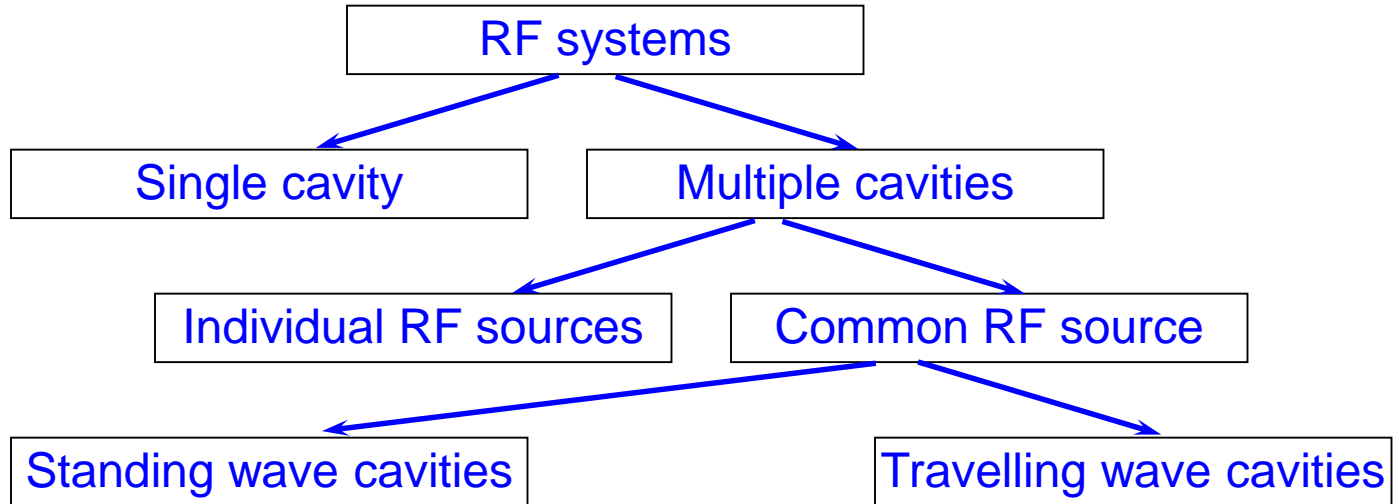 RF systems
Single cavity
Multiple cavities
Individual RF sources
Common RF source
Standing wave cavities
Travelling wave cavities